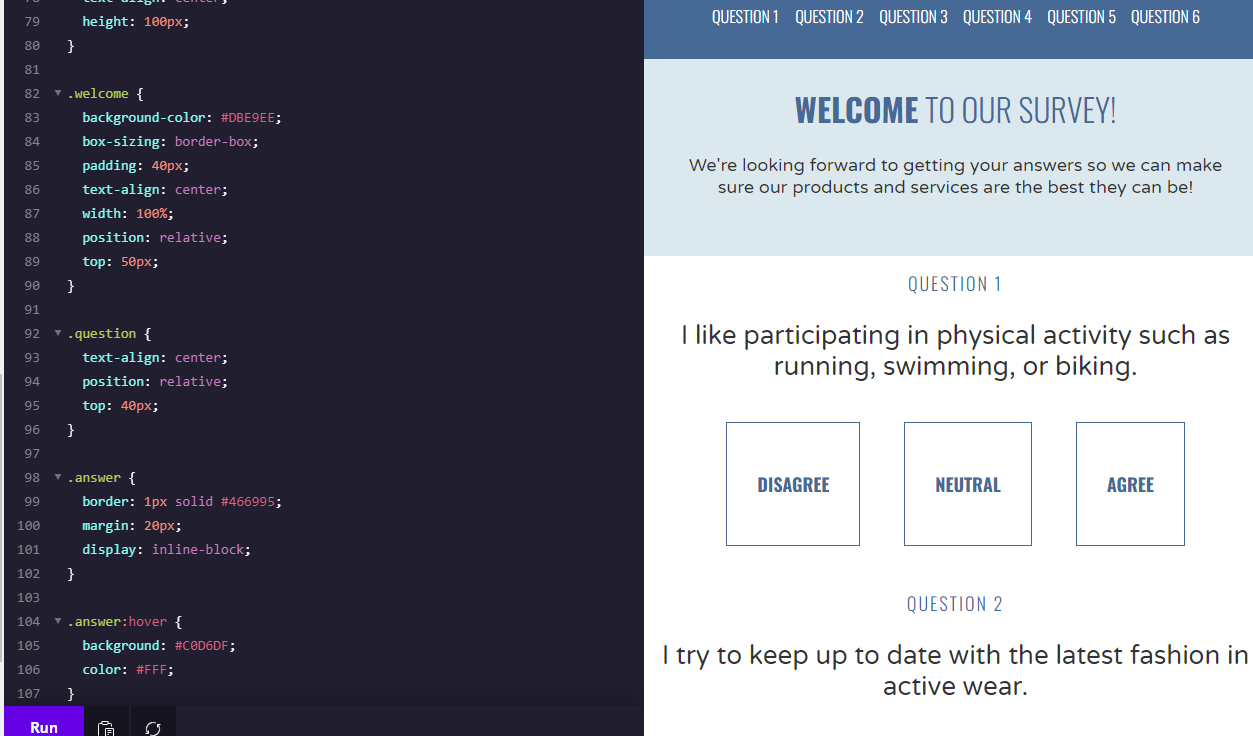 79 height: 100px;
80 }
81
82 .welcome {
83 background-color: #DBE9EE;
84 box-sizing: border-box;
85 padding: 40px;
86 text-align: center;
87 width: 100%;
88 position: relative;
89 top: 50px;
90 }
91
92 .question {
93 text-align: center;
94 position: relative;
95 top: 40px;
96 }
97
98 .answer {
99 border: 1px solid #466995;
100 margin: 20px;
101 display: inline-block;
102 }
103
104 .answer:hover {
105 background: #C0D6DF;
106 color: #FFF;
107 }
Run
QUESTION 1 QUESTION 2 QUESTION 3 QUESTION 4 QUESTION 5 QUESTION 6
WELCOME TO OUR SURVEY!
We're looking forward to getting your answers so we can make
sure our products and services are the best they can be!
QUESTION 1
I like participating in physical activity such as
running, swimming, or biking.
DISAGREE NEUTRAL AGREE
QUESTION 2
I try to keep up to date with the latest fashion in
active wear.